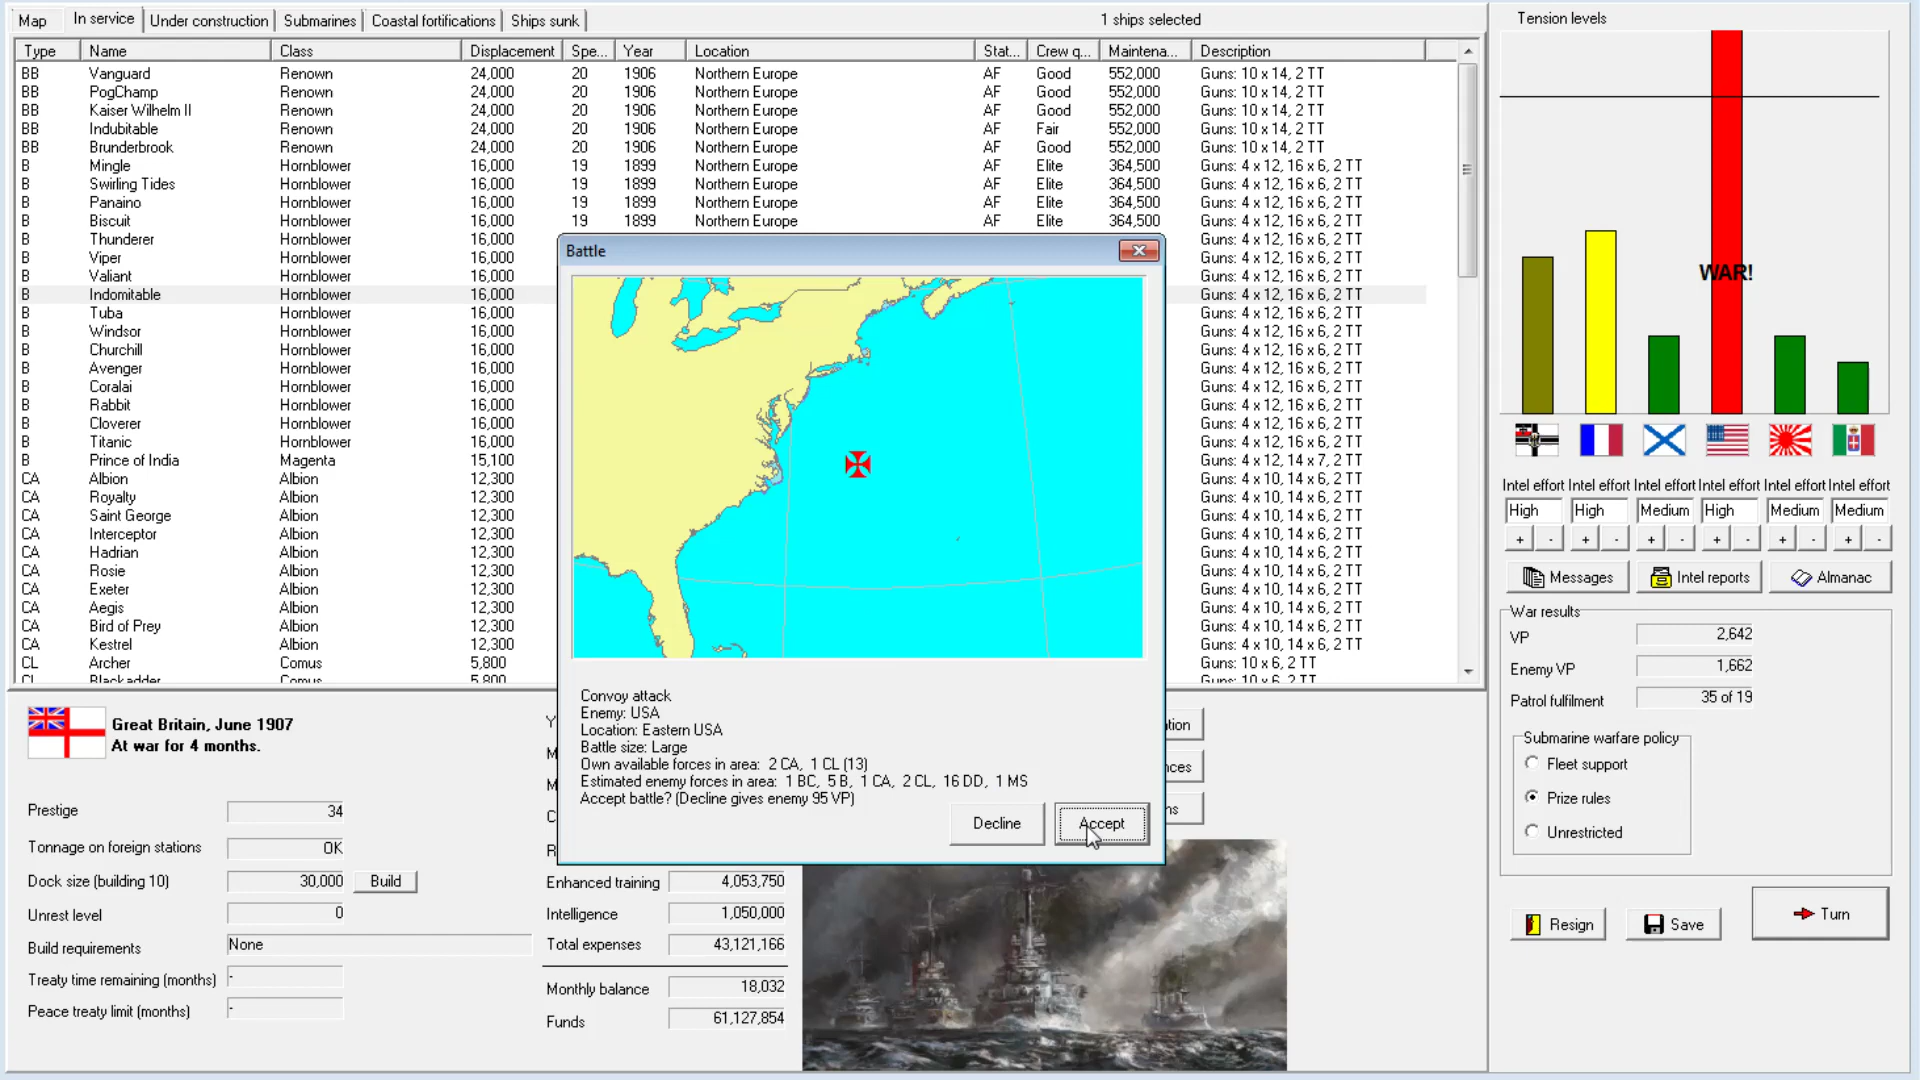 Map In service Under construction Submarines Coastal fortifications Ships sunk 1 ships selected
Type Name Class Displacement Spe... Year Location Stat... Crew q... Maintena... Description
BB Vanguard Renown 24,000 20 1906 Northern Europe AF Good 552,000 Guns: 10 x 14, 2 TT
BB PogChamp Renown 24,000 20 1906 Northern Europe AF Good 552,000 Guns: 10 x 14, 2 TT
BB Kaiser Wilhelm II Renown 24,000 20 1906 Northern Europe AF Good 552,000 Guns: 10 x 14, 2 TT
BB Indubitable Renown 24,000 20 1906 Northern Europe AF Fair 552,000 Guns: 10 x 14, 2 TT
BB Brunderbrook Renown 24,000 20 1906 Northern Europe AF Good 552,000 Guns: 10 x 14, 2 TT
B Mingle Hornblower 16,000 19 1899 Northern Europe AF Elite 364,500 Guns: 4 x 12, 16 x 6, 2 TT
B Swirling Tides Hornblower 16,000 19 1899 Northern Europe AF Elite 364,500 Guns: 4 x 12, 16 x 6, 2 TT
B Panaino Hornblower 16,000 19 1899 Northern Europe AF Elite 364,500 Guns: 4 x 12, 16 x 6, 2 TT
B Biscuit Hornblower 16,000 19 1899 Northern Europe AF Elite 364,500 Guns: 4 x 12, 16 x 6, 2 TT
B Thunderer Hornblower 16,000 Guns: 4 x 12, 16 x 6, 2 TT
B Viper Hornblower 16,000 Guns: 4 x 12, 16 x 6, 2 TT
B Valiant Hornblower 16,000 Guns: 4 x 12, 16 x 6, 2 TT
B Indomitable Hornblower 16,000 Guns: 4 x 12, 16 x 6, 2 TT
B Tuba Hornblower 16,000 Guns: 4 x 12, 16 x 6, 2 TT
B Windsor Hornblower 16,000 Guns: 4 x 12, 16 x 6, 2 TT
B Churchill Hornblower 16,000 Guns: 4 x 12, 16 x 6, 2 TT
B Avenger Hornblower 16,000 Guns: 4 x 12, 16 x 6, 2 TT
B Coralai Hornblower 16,000 Guns: 4 x 12, 16 x 6, 2 TT
B Rabbit Hornblower 16,000 Guns: 4 x 12, 16 x 6, 2 TT
B Cloverer Hornblower 16,000 Guns: 4 x 12, 16 x 6, 2 TT
B Titanic Hornblower 16,000 Guns: 4 x 12, 16 x 6, 2 TT
B Prince of India Magenta 15,100 Guns: 4 x 12, 14 x 7, 2 TT
CA Albion Albion 12,300 Guns: 4 x 10, 14 x 6, 2 TT
CA Royalty Albion 12,300 Guns: 4 x 10, 14 x 6, 2 TT
CA Saint George Albion 12,300 Guns: 4 x 10, 14 x 6, 2 TT
CA Interceptor Albion 12,300 Guns: 4 x 10, 14 x 6, 2 TT
CA Hadrian Albion 12,300 Guns: 4 x 10, 14 x 6, 2 TT
CA Rosie Albion 12,300 Guns: 4 x 10, 14 x 6, 2 TT
CA Exeter Albion 12,300 Guns: 4 x 10, 14 x 6, 2 TT
CA Aegis Albion 12,300 Guns: 4 x 10, 14 x 6, 2 TT
CA Bird of Prey Albion 12,300 Guns: 4 x 10, 14 x 6, 2 TT
CA Kestrel Albion 12,300 Guns: 4 x 10, 14 x 6, 2 TT
CL Archer Comus 5,800 Guns: 10 x 6, 2 TT
CL Blackadder Comus 5,800 Guns: 10 x 6, 2 TT
Battle
Convoy attack
Enemy: USA
Location: Eastern USA
Battle size: Large
Own available forces in area: 2 CA, 1 CL (13)
Estimated enemy forces in area: 1 BC, 5 B, 1 CA, 2 CL, 16 DD, 1 MS
Accept battle? (Decline gives enemy 95 VP)
Decline Accept
Great Britain, June 1907
At war for 4 months.
Prestige 34
Tonnage on foreign stations OK
Dock size (building 10) 30,000 Build
Unrest level 0
Build requirements None
Treaty time remaining (months) -
Peace treaty limit (months) -
Enhanced training 4,053,750
Intelligence 1,050,000
Total expenses 43,121,166
Monthly balance 18,032
Funds 61,127,854
Tension levels
WAR!
Intel effort Intel effort Intel effort Intel effort Intel effort Intel effort
High High Medium High Medium Medium
+ - + - + - + - + - + -
Messages Intel reports Almanac
War results
VP 2,642
Enemy VP 1,662
Patrol fulfilment 35 of 19
Submarine warfare policy
Fleet support
Prize rules
Unrestricted
Resign Save Turn